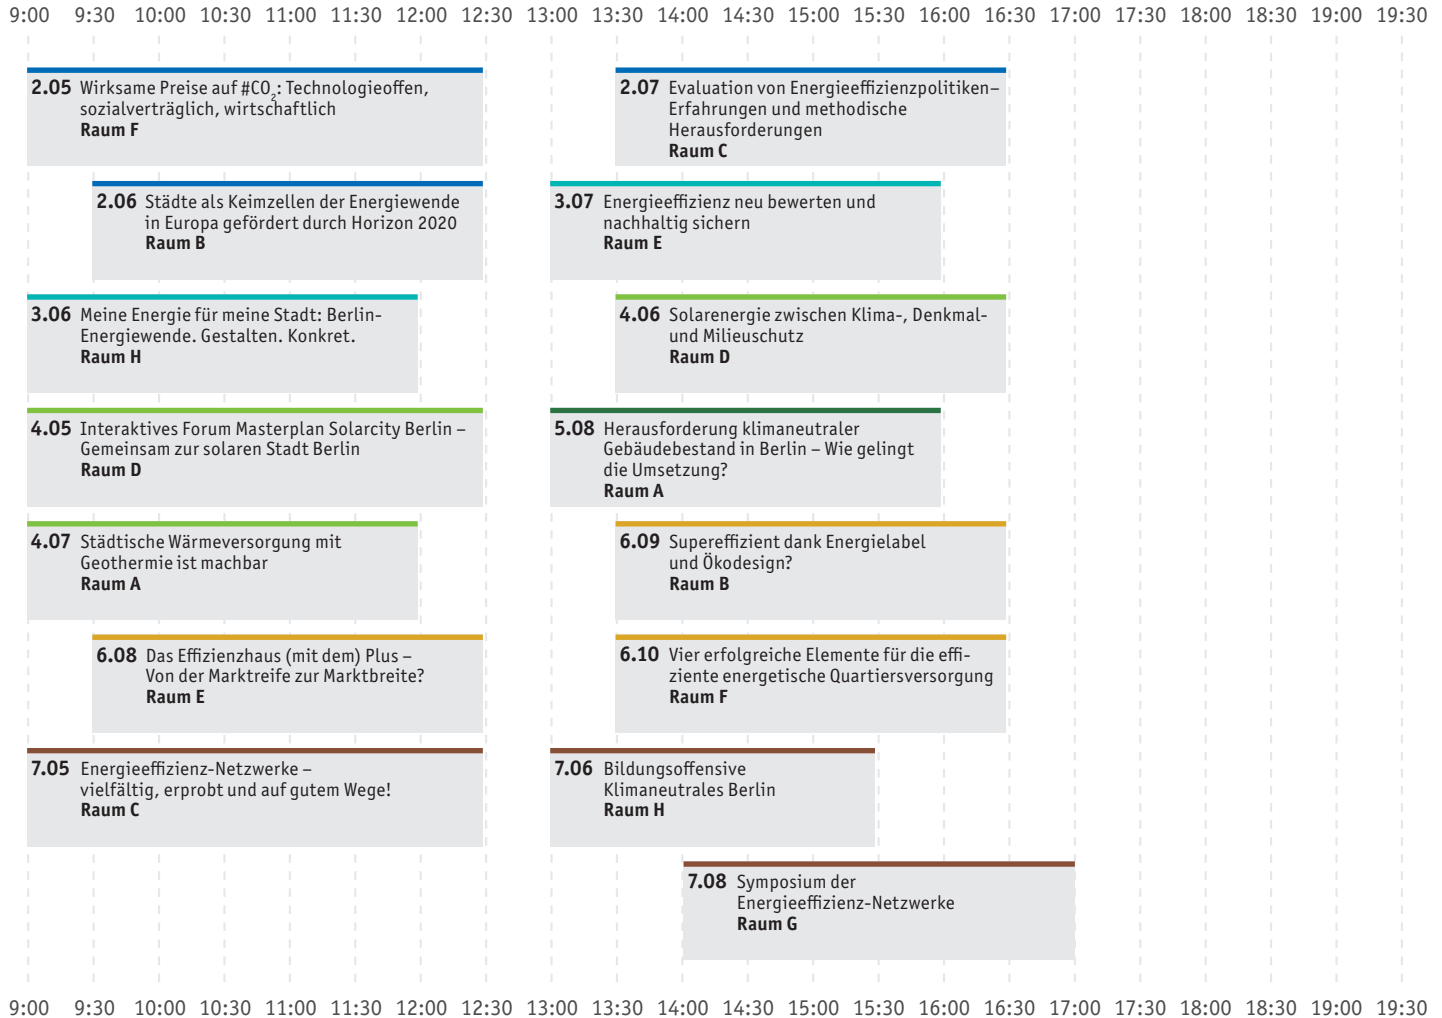 9:00 9:30 10:00 10:30 11:00 11:30 12:00 12:30 13:00 13:30 14:00 14:30 15:00 15:30 16:00 16:30 17:00 17:30 18:00 18:30 19:00 19:30
2.05 Wirksame Preise auf #CO₂: Technologieoffen,
sozialverträglich, wirtschaftlich
Raum F
2.07 Evaluation von Energieeffizienzpolitiken–
Erfahrungen und methodische
Herausforderungen
Raum C
2.06 Städte als Keimzellen der Energiewende
in Europa gefördert durch Horizon 2020
Raum B
3.07 Energieeffizienz neu bewerten und
nachhaltig sichern
Raum E
3.06 Meine Energie für meine Stadt: Berlin-
Energiewende. Gestalten. Konkret.
Raum H
4.06 Solarenergie zwischen Klima-, Denkmal-
und Milieuschutz
Raum D
4.05 Interaktives Forum Masterplan Solarcity Berlin –
Gemeinsam zur solaren Stadt Berlin
Raum D
5.08 Herausforderung klimaneutraler
Gebäudebestand in Berlin – Wie gelingt
die Umsetzung?
Raum A
4.07 Städtische Wärmeversorgung mit
Geothermie ist machbar
Raum A
6.09 Supereffizient dank Energielabel
und Ökodesign?
Raum B
6.08 Das Effizienzhaus (mit dem) Plus –
Von der Marktreife zur Marktbreite?
Raum E
6.10 Vier erfolgreiche Elemente für die effi-
ziente energetische Quartiersversorgung
Raum F
7.05 Energieeffizienz-Netzwerke –
vielfältig, erprobt und auf gutem Wege!
Raum C
7.06 Bildungsoffensive
Klimaneutrales Berlin
Raum H
7.08 Symposium der
Energieeffizienz-Netzwerke
Raum G
9:00 9:30 10:00 10:30 11:00 11:30 12:00 12:30 13:00 13:30 14:00 14:30 15:00 15:30 16:00 16:30 17:00 17:30 18:00 18:30 19:00 19:30